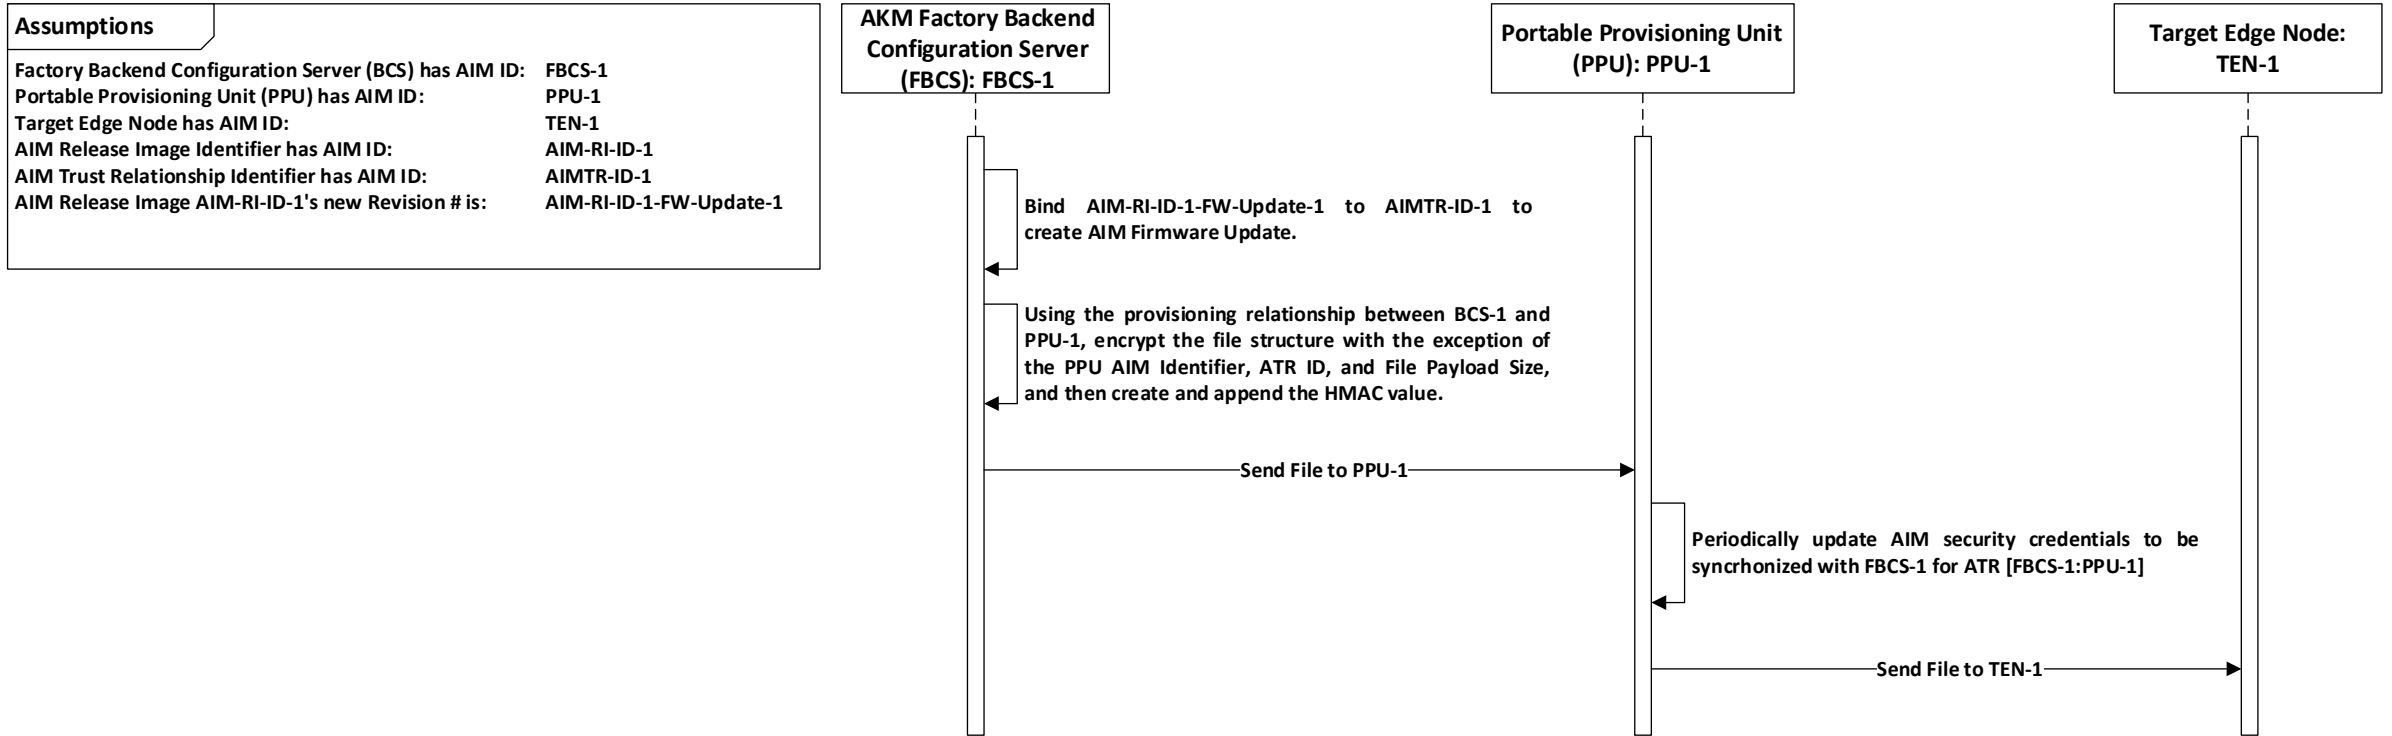 Assumptions
Factory Backend Configuration Server (BCS) has AIM ID: FBCS-1
Portable Provisioning Unit (PPU) has AIM ID: PPU-1
Target Edge Node has AIM ID: TEN-1
AIM Release Image Identifier has AIM ID: AIM-RI-ID-1
AIM Trust Relationship Identifier has AIM ID: AIMTR-ID-1
AIM Release Image AIM-RI-ID-1's new Revision # is: AIM-RI-ID-1-FW-Update-1
AKM Factory Backend
Configuration Server
(FBCS): FBCS-1
Portable Provisioning Unit
(PPU): PPU-1
Target Edge Node:
TEN-1
Bind AIM-RI-ID-1-FW-Update-1 to AIMTR-ID-1 to
create AIM Firmware Update.
Using the provisioning relationship between BCS-1 and
PPU-1, encrypt the file structure with the exception of
the PPU AIM Identifier, ATR ID, and File Payload Size,
and then create and append the HMAC value.
Send File to PPU-1
Periodically update AIM security credentials to be
syncrhonized with FBCS-1 for ATR [FBCS-1:PPU-1]
Send File to TEN-1